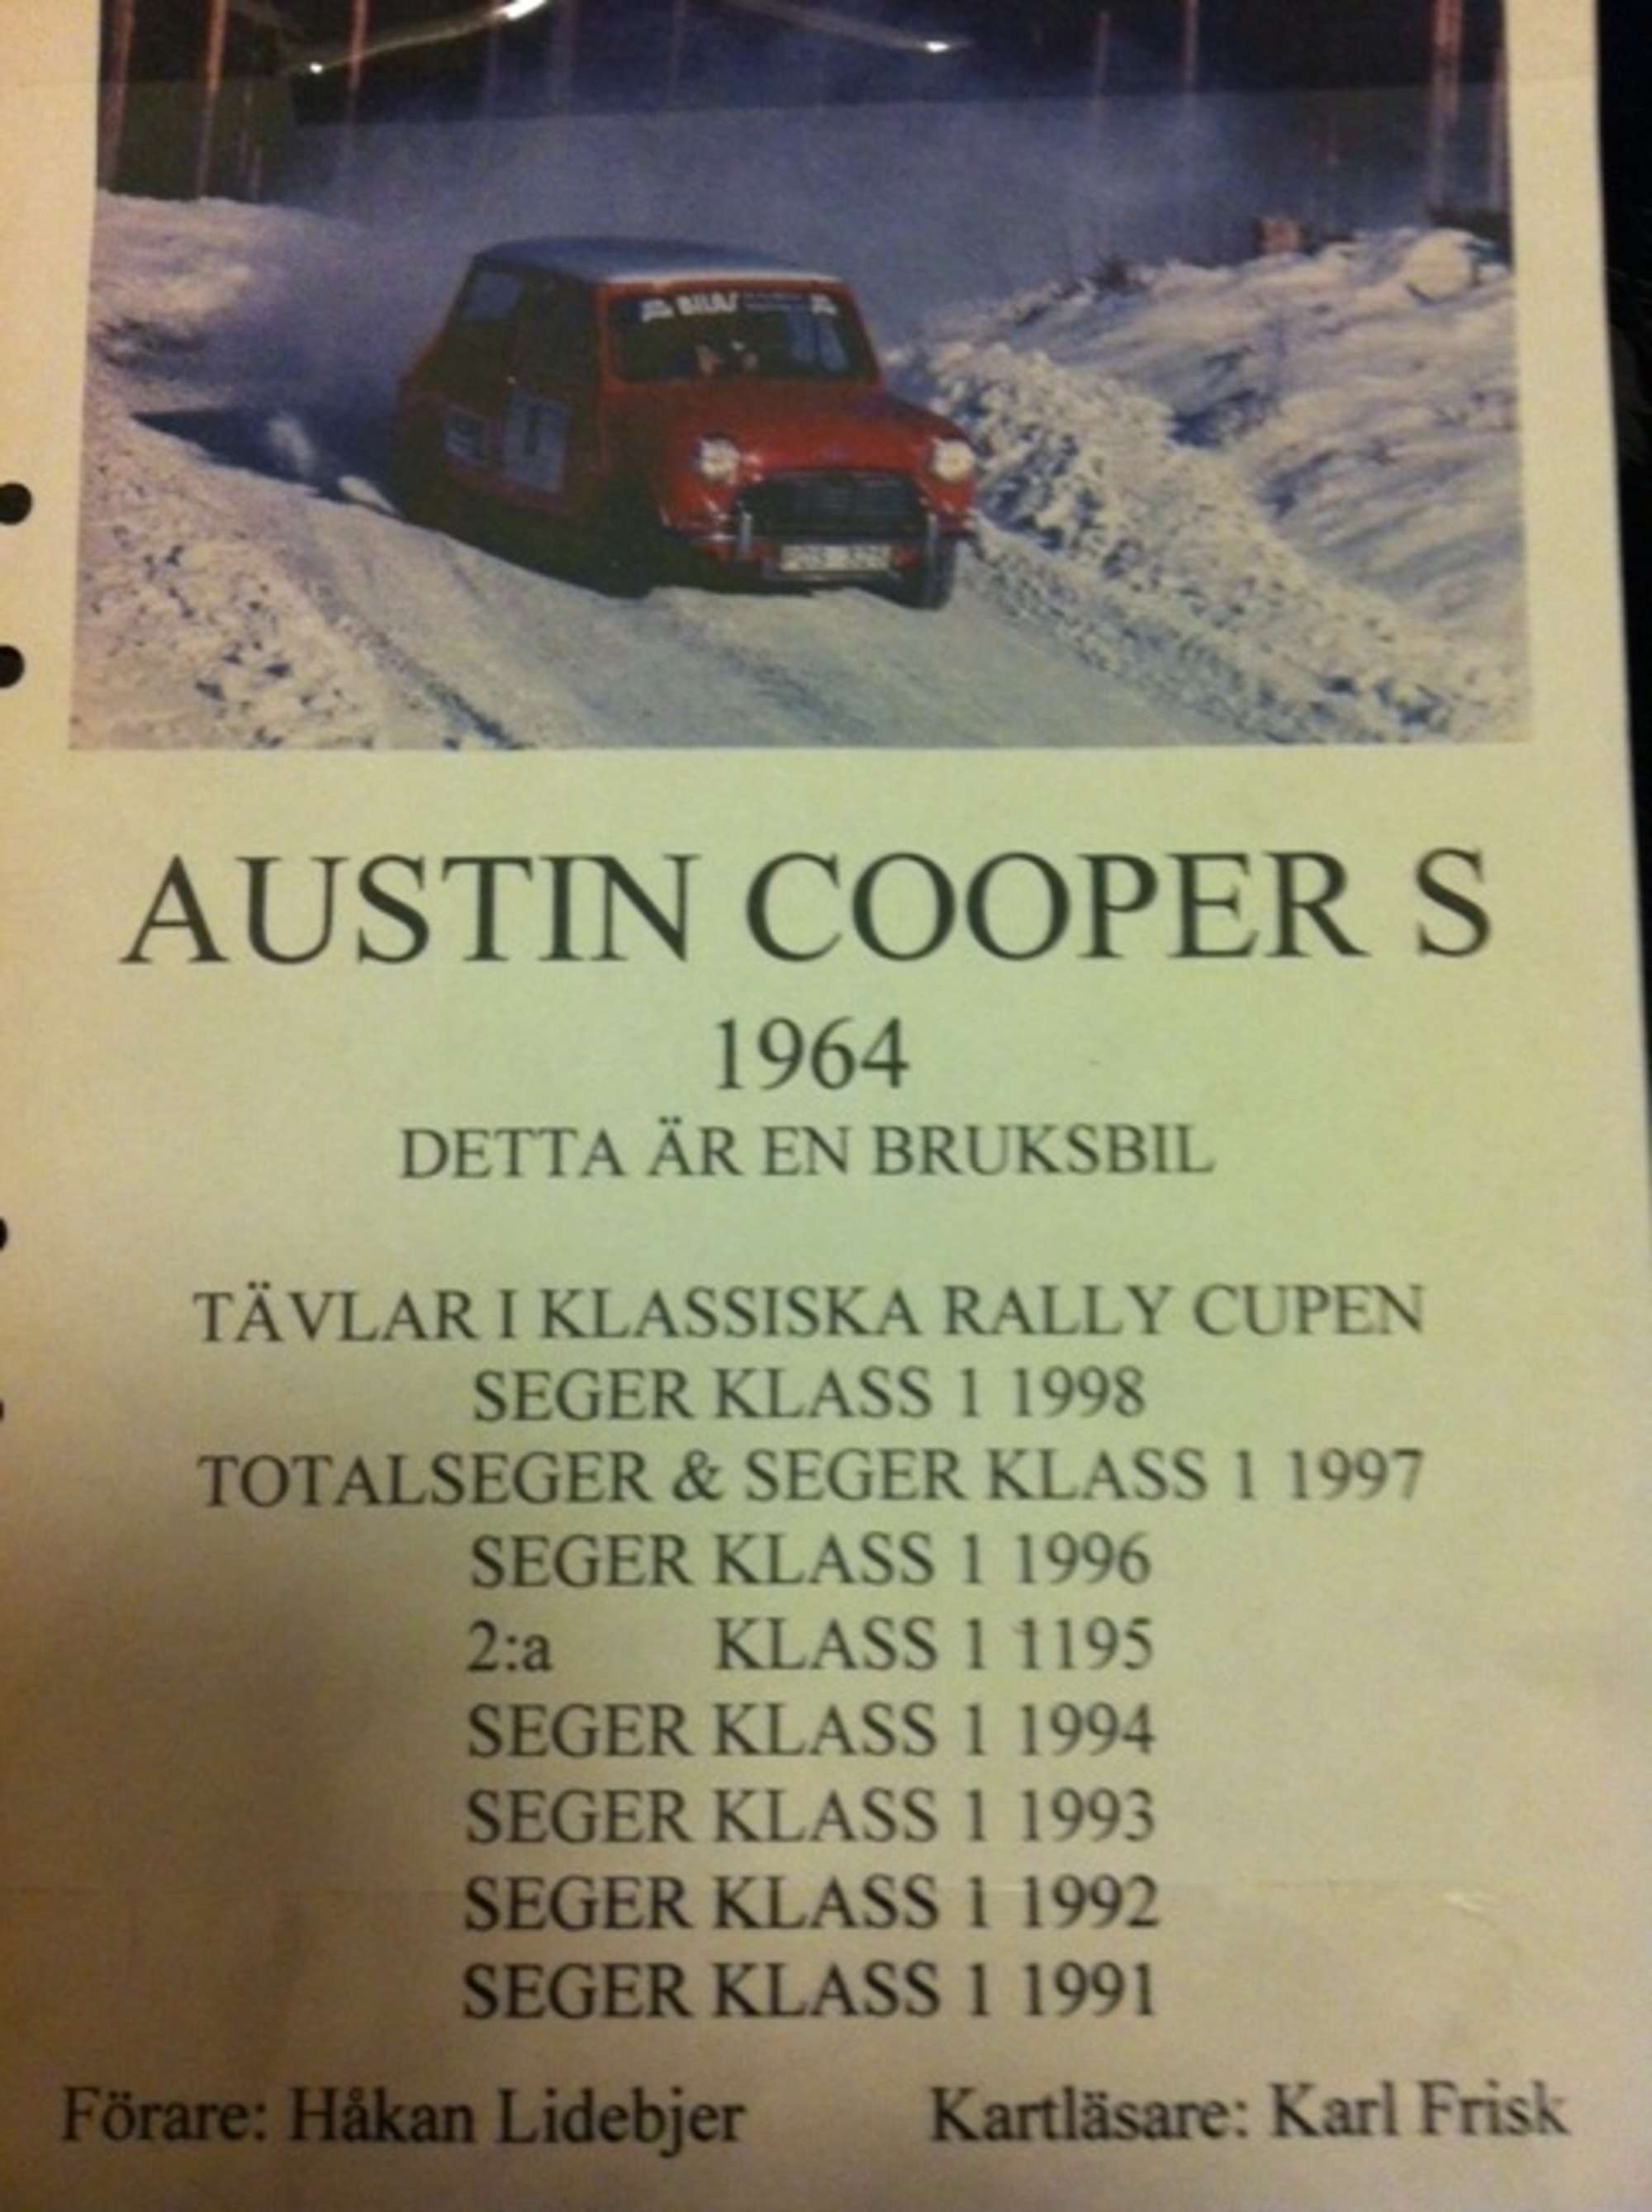 AUSTIN COOPER S
1964
DETTA ÄR EN BRUKSBIL
TÄVLAR I KLASSISKA RALLY CUPEN
SEGER KLASS 1 1998
TOTALSEGER & SEGER KLASS 1 1997
SEGER KLASS 1 1996
2:a KLASS 1 1195
SEGER KLASS 1 1994
SEGER KLASS 1 1993
SEGER KLASS 1 1992
SEGER KLASS 1 1991
Förare: Håkan Lidebjer Kartläsare: Karl Frisk